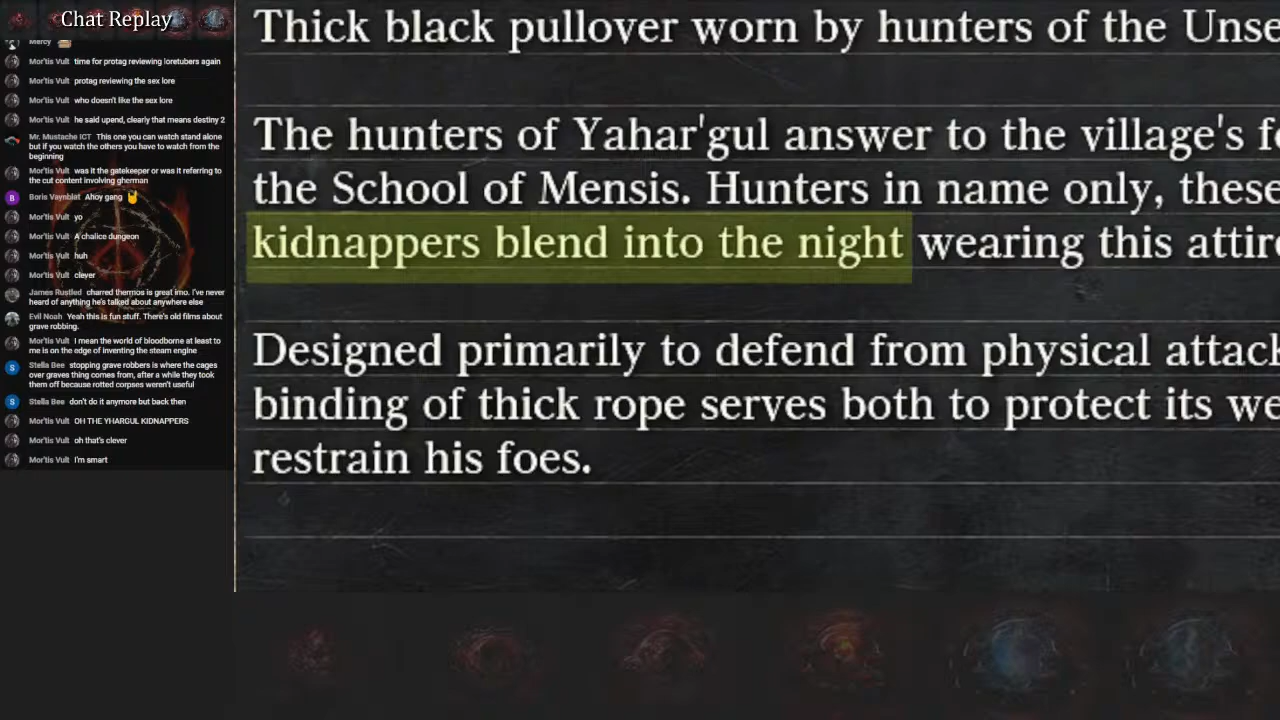 Chat Replay
Mercy
Mor'tis Vult time for protag reviewing loretubers again
Mor'tis Vult protag reviewing the sex lore
Mor'tis Vult who doesn't like the sex lore
Mor'tis Vult he said upend, clearly that means destiny 2
Mr. Mustache ICT This one you can watch stand alone
but if you watch the others you have to watch from the
beginning
Mor'tis Vult was it the gatekeeper or was it referring to
the cut content involving gherman
Boris Vaynblat Ahoy gang
Mor'tis Vult yo
Mor'tis Vult A chalice dungeon
Mor'tis Vult huh
Mor'tis Vult clever
James Rustled charred thermos is great imo. I've never
heard of anything he's talked about anywhere else
Evil Noah Yeah this is fun stuff. There's old films about
grave robbing.
Mor'tis Vult I mean the world of bloodborne at least to
me is on the edge of inventing the steam engine
Stella Bee stopping grave robbers is where the cages
over graves thing comes from, after a while they took
them off because rotted corpses weren't useful
Stella Bee don't do it anymore but back then
Mor'tis Vult OH THE YHARGUL KIDNAPPERS
Mor'tis Vult oh that's clever
Mor'tis Vult I'm smart
Thick black pullover worn by hunters of the Unse
The hunters of Yahar'gul answer to the village's f
the School of Mensis. Hunters in name only, these
kidnappers blend into the night wearing this attir
Designed primarily to defend from physical attack
binding of thick rope serves both to protect its we
restrain his foes.